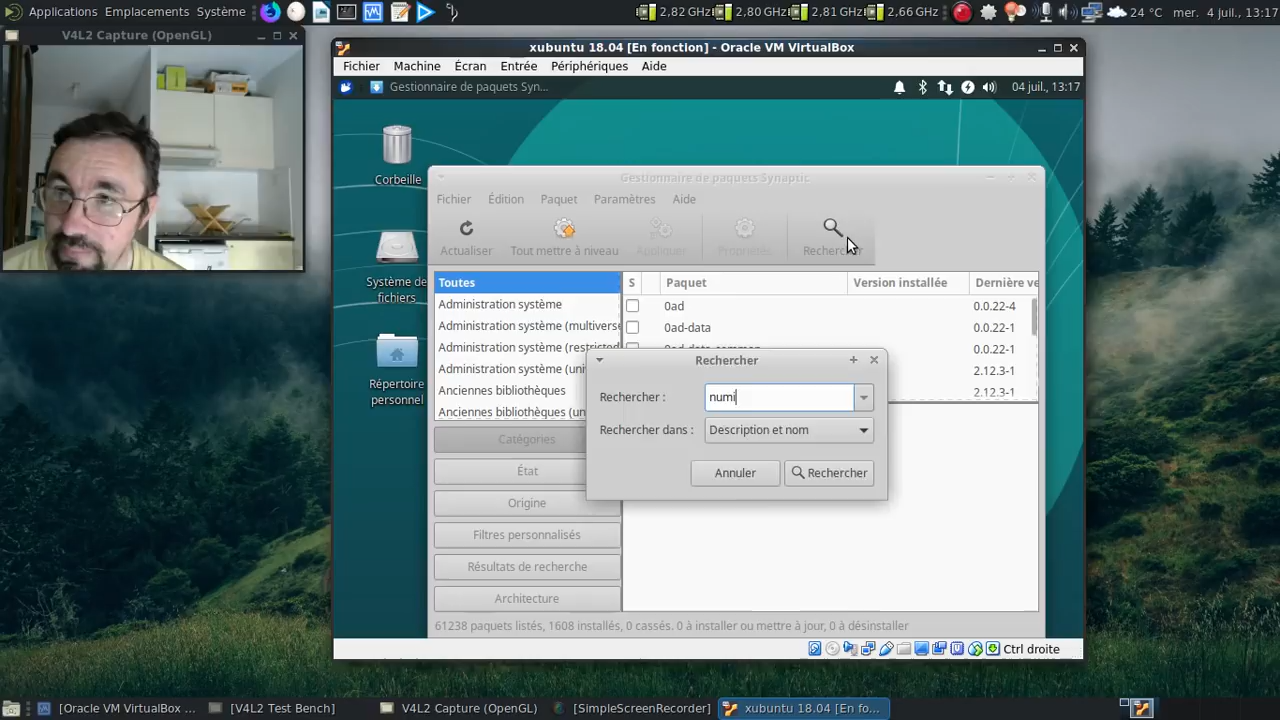 Applications Emplacements Système
2,82 GHz 2,80 GHz 2,81 GHz 2,66 GHz 24 °C mer. 4 juil., 13:17
V4L2 Capture (OpenGL)
xubuntu 18.04 [En fonction] - Oracle VM VirtualBox
Fichier Machine Écran Entrée Périphériques Aide
Gestionnaire de paquets Syn... 04 juil., 13:17
Corbeille
Système de
fichiers
Répertoire
personnel
Gestionnaire de paquets Synaptic
Fichier Édition Paquet Paramètres Aide
Actualiser Tout mettre à niveau Appliquer Propriétés Rechercher
Toutes
Administration système
Administration système (multiverse
Administration système (restricted
Administration système (uni
Anciennes bibliothèques
Anciennes bibliothèques (un
S Paquet Version installée Dernière ve
0ad 0.0.22-4
0ad-data 0.0.22-1
0ad-data-common 0.0.22-1
2.12.3-1
2.12.3-1
Catégories
État
Origine
Filtres personnalisés
Résultats de recherche
Architecture
Rechercher
Rechercher : numi
Rechercher dans : Description et nom
Annuler Rechercher
61238 paquets listés, 1608 installés, 0 cassés. 0 à installer ou mettre à jour, 0 à désinstaller
Ctrl droite
[Oracle VM VirtualBox ... [V4L2 Test Bench] V4L2 Capture (OpenGL) [SimpleScreenRecorder] xubuntu 18.04 [En fo...